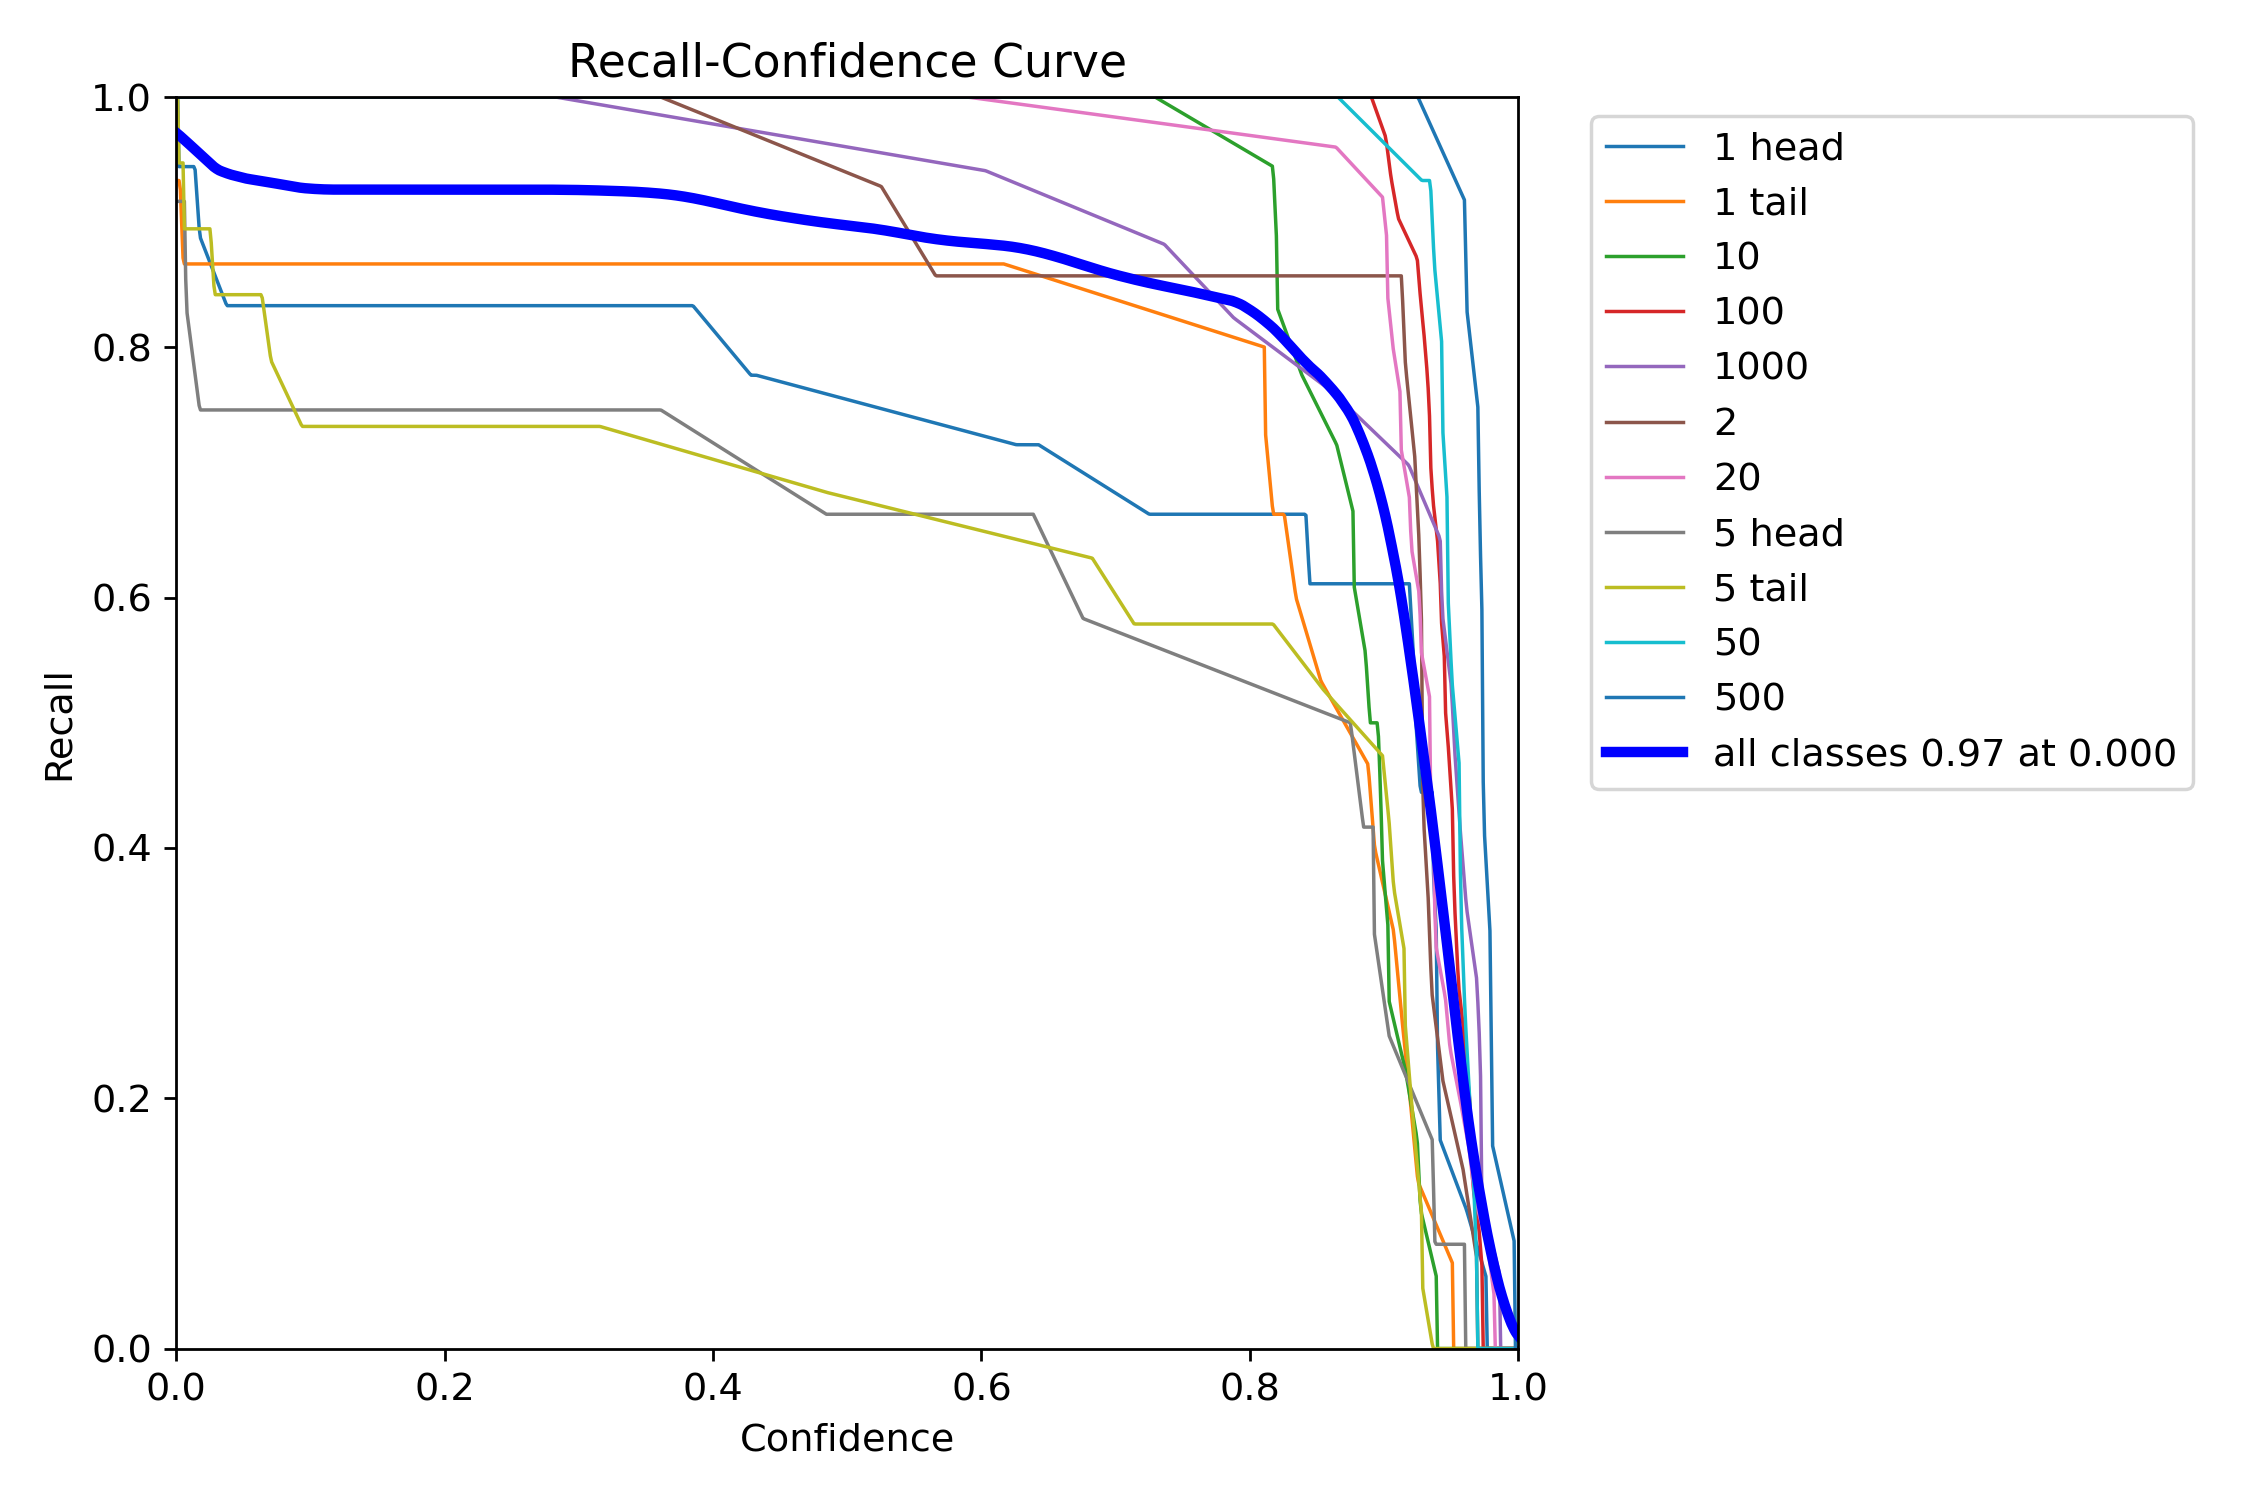 Recall-Confidence Curve
1.0
0.8
0.6
0.4
0.2
0.0
Recall
0.0 0.2 0.4 0.6 0.8 1.0
Confidence
1 head
1 tail
10
100
1000
2
20
5 head
5 tail
50
500
all classes 0.97 at 0.000